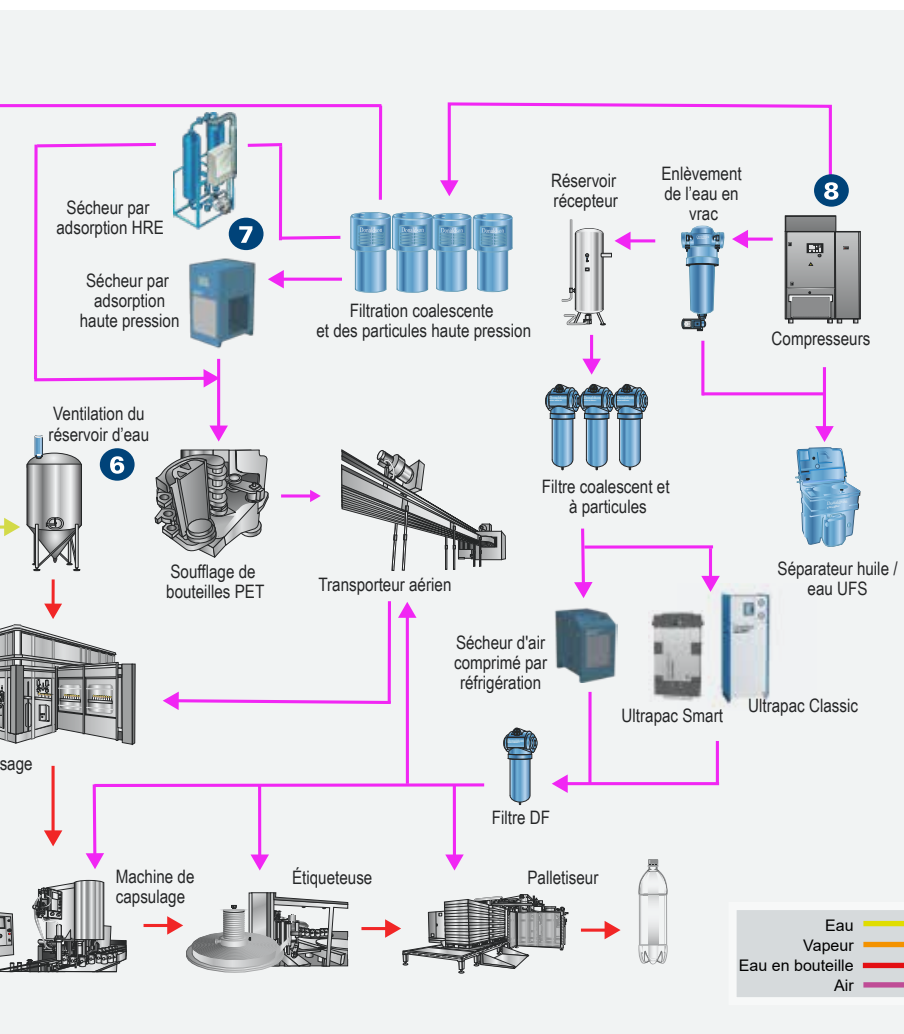 Sécheur par
adsorption HRE
7
Sécheur par
adsorption
haute pression
Filtration coalescente
et des particules haute pression
Réservoir
récepteur
Enlèvement
de l'eau en
vrac
8
Compresseurs
Ventilation du
réservoir d'eau
6
Soufflage de
bouteilles PET
Transporteur aérien
Filtre coalescent et
à particules
Séparateur huile /
eau UFS
Sécheur d'air
comprimé par
réfrigération
Ultrapac Smart
Ultrapac Classic
sage
Filtre DF
Machine de
capsulage
Étiqueteuse
Palletiseur
Eau
Vapeur
Eau en bouteille
Air